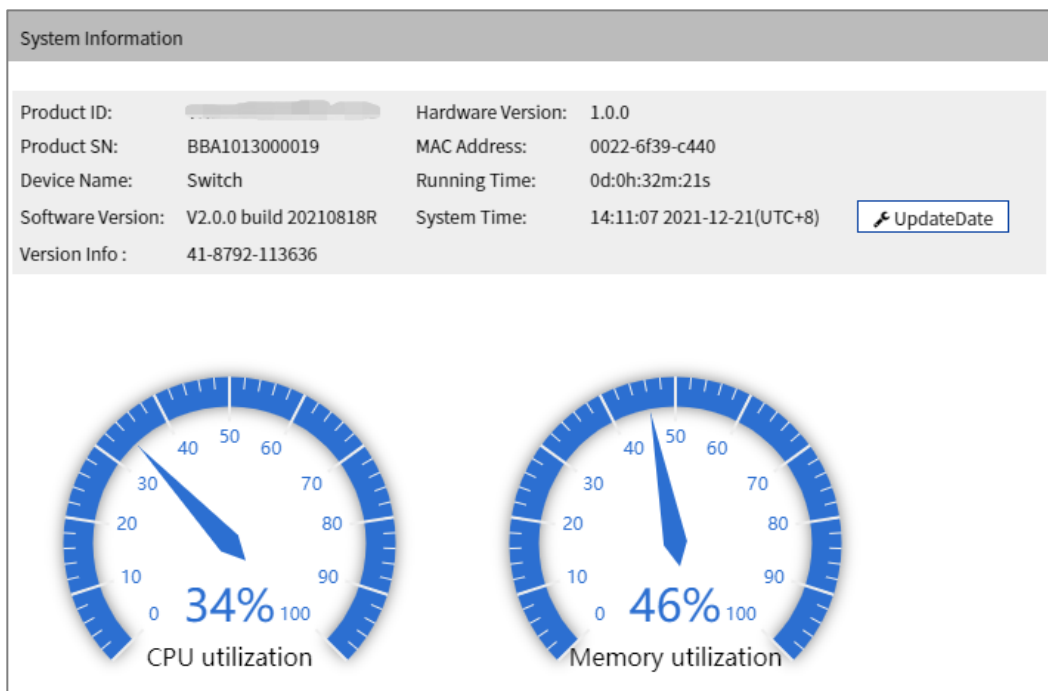 System Information
Product ID: Hardware Version: 1.0.0
Product SN: BBA1013000019 MAC Address: 0022-6f39-c440
Device Name: Switch Running Time: 0d:0h:32m:21s
Software Version: V2.0.0 build 20210818R System Time: 14:11:07 2021-12-21(UTC+8) UpdateDate
Version Info : 41-8792-113636
0 10 20 30 40 50 60 70 80 90 100
34%
CPU utilization
0 10 20 30 40 50 60 70 80 90 100
46%
Memory utilization